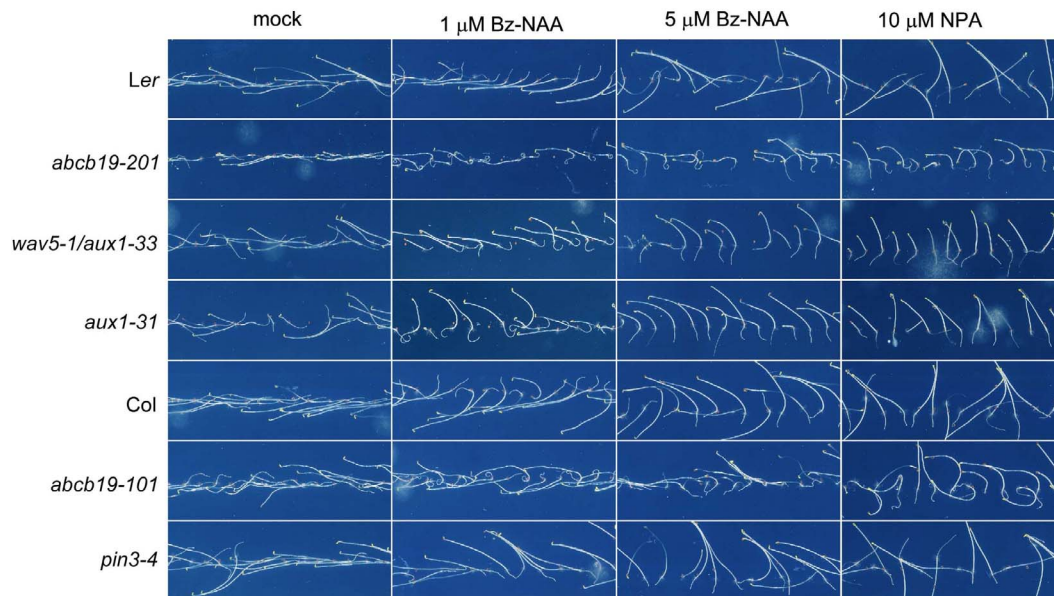 mock 1 μM Bz-NAA 5 μM Bz-NAA 10 μM NPA
Ler
abcb19-201
wav5-1/aux1-33
aux1-31
Col
abcb19-101
pin3-4